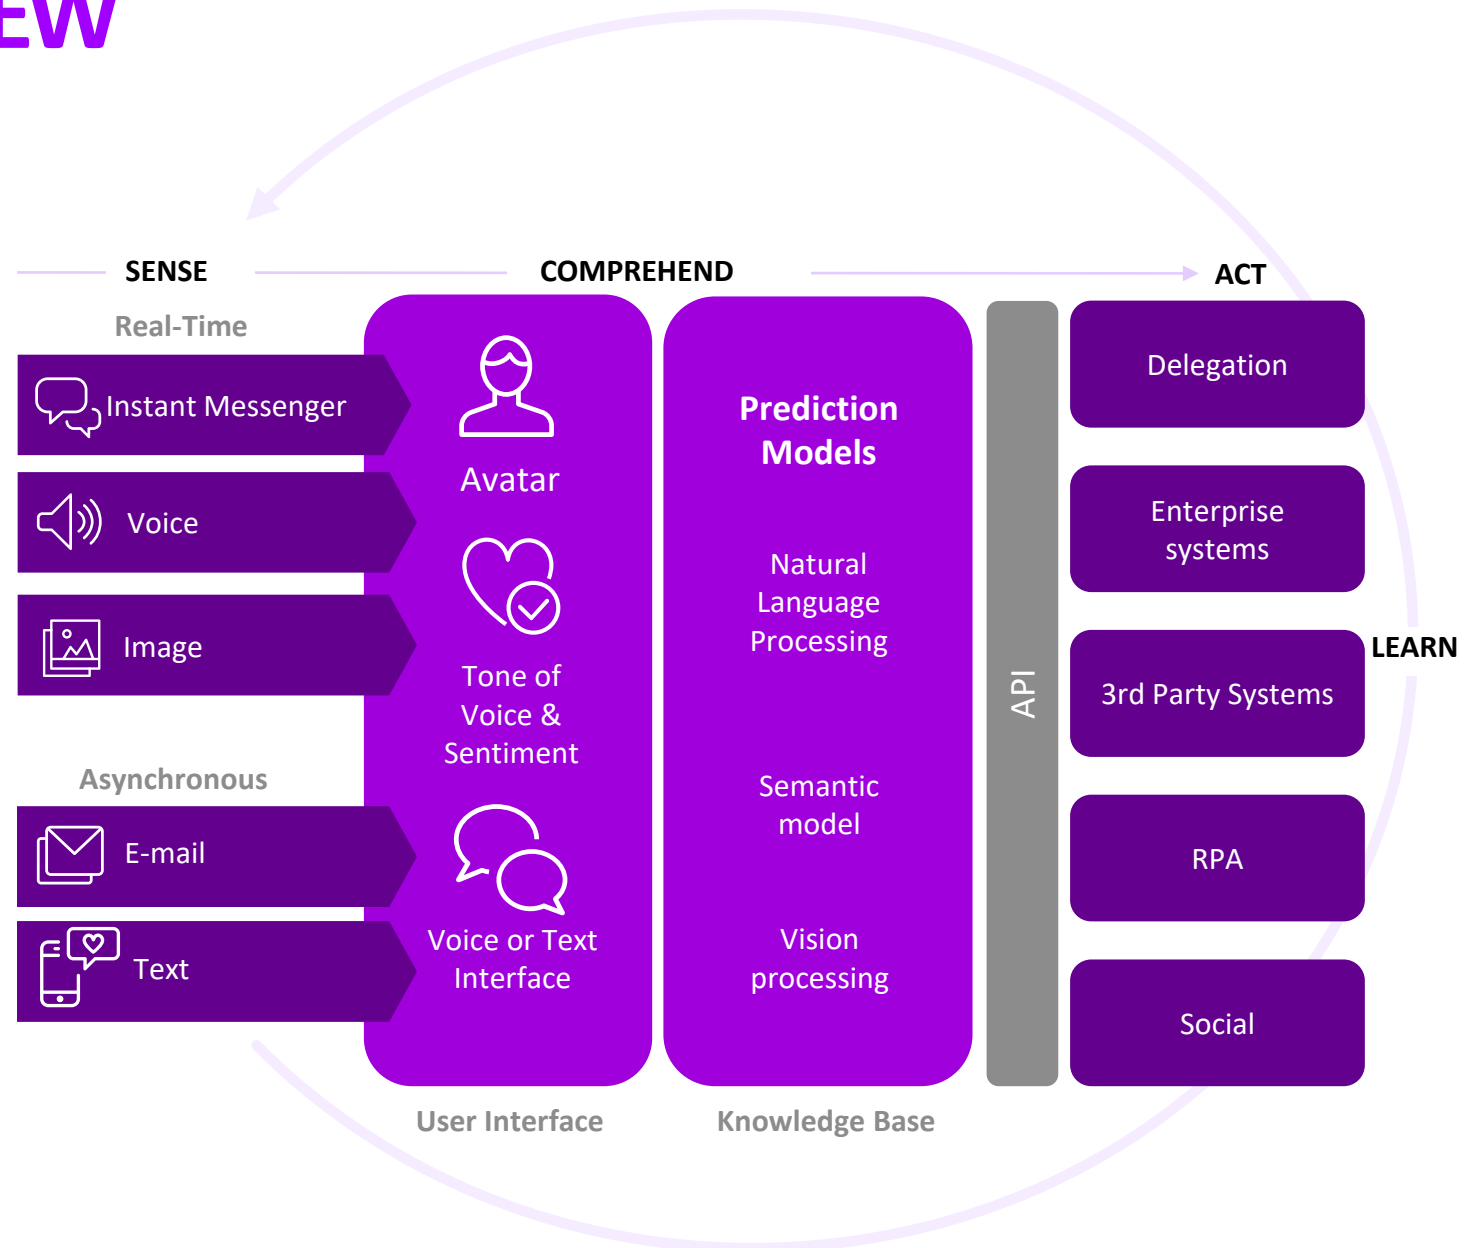 EW
SENSE
COMPREHEND
ACT
Real-Time
Instant Messenger
Voice
Image
Asynchronous
E-mail
Text
Avatar
Tone of
Voice &
Sentiment
Voice or Text
Interface
User Interface
Prediction
Models
Natural
Language
Processing
Semantic
model
Vision
processing
Knowledge Base
API
Delegation
Enterprise
systems
3rd Party Systems
RPA
Social
LEARN